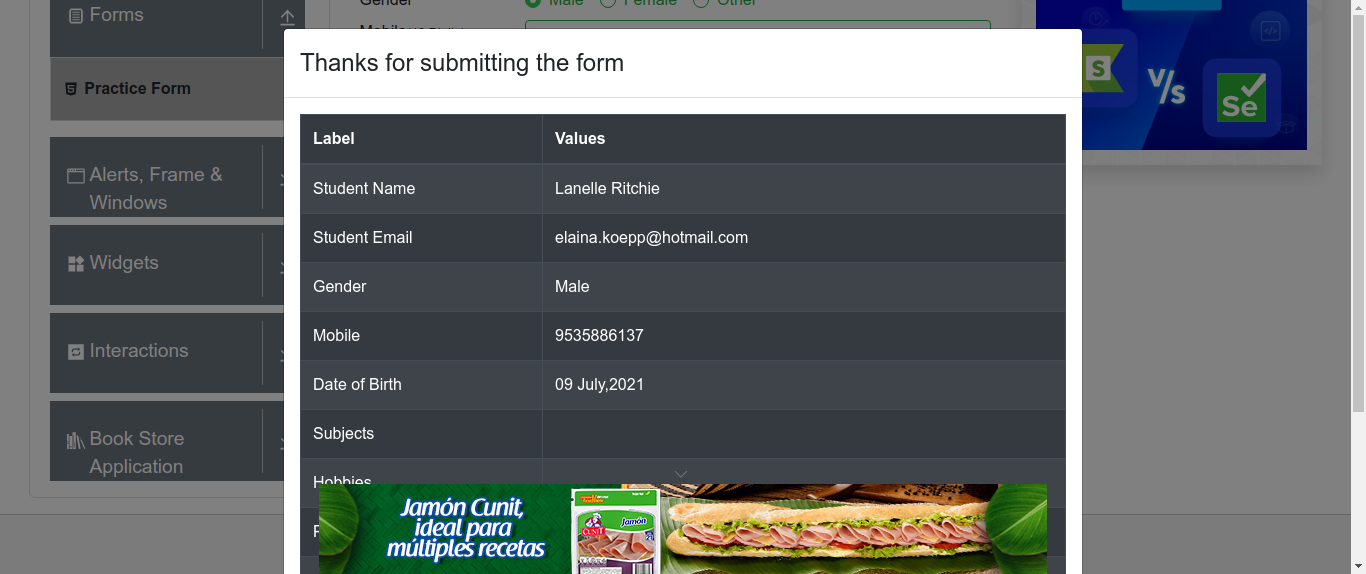 Forms
Gender
Male
Female
Other
Thanks for submitting the form
Practice Form
Label Values
Student Name Lanelle Ritchie
Student Email elaina.koepp@hotmail.com
Gender Male
Mobile 9535886137
Date of Birth 09 July,2021
Subjects
Hobbies
Alerts, Frame &
Windows
Widgets
Interactions
Book Store
Application
S
V/s
Se
Jamón Cunit,
ideal para
múltiples recetas
CUNIT
Jamón